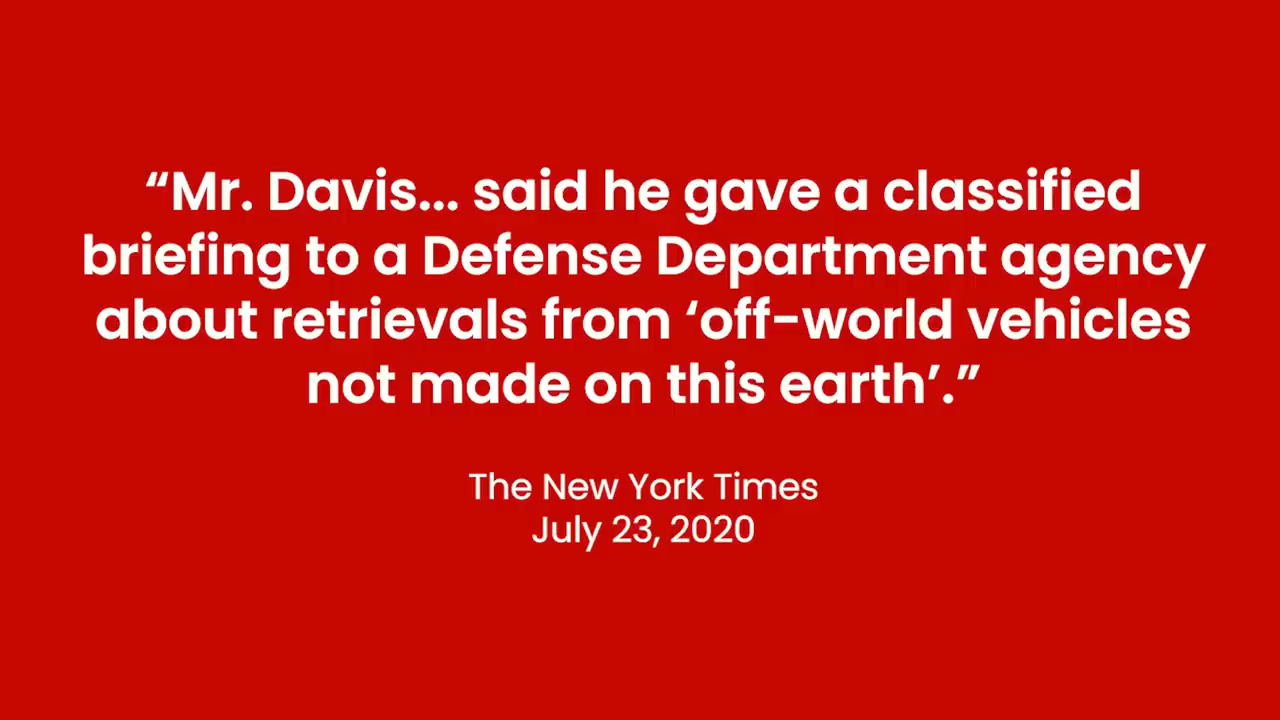 “Mr. Davis... said he gave a classified
briefing to a Defense Department agency
about retrievals from ‘off-world vehicles
not made on this earth’.”
The New York Times
July 23, 2020